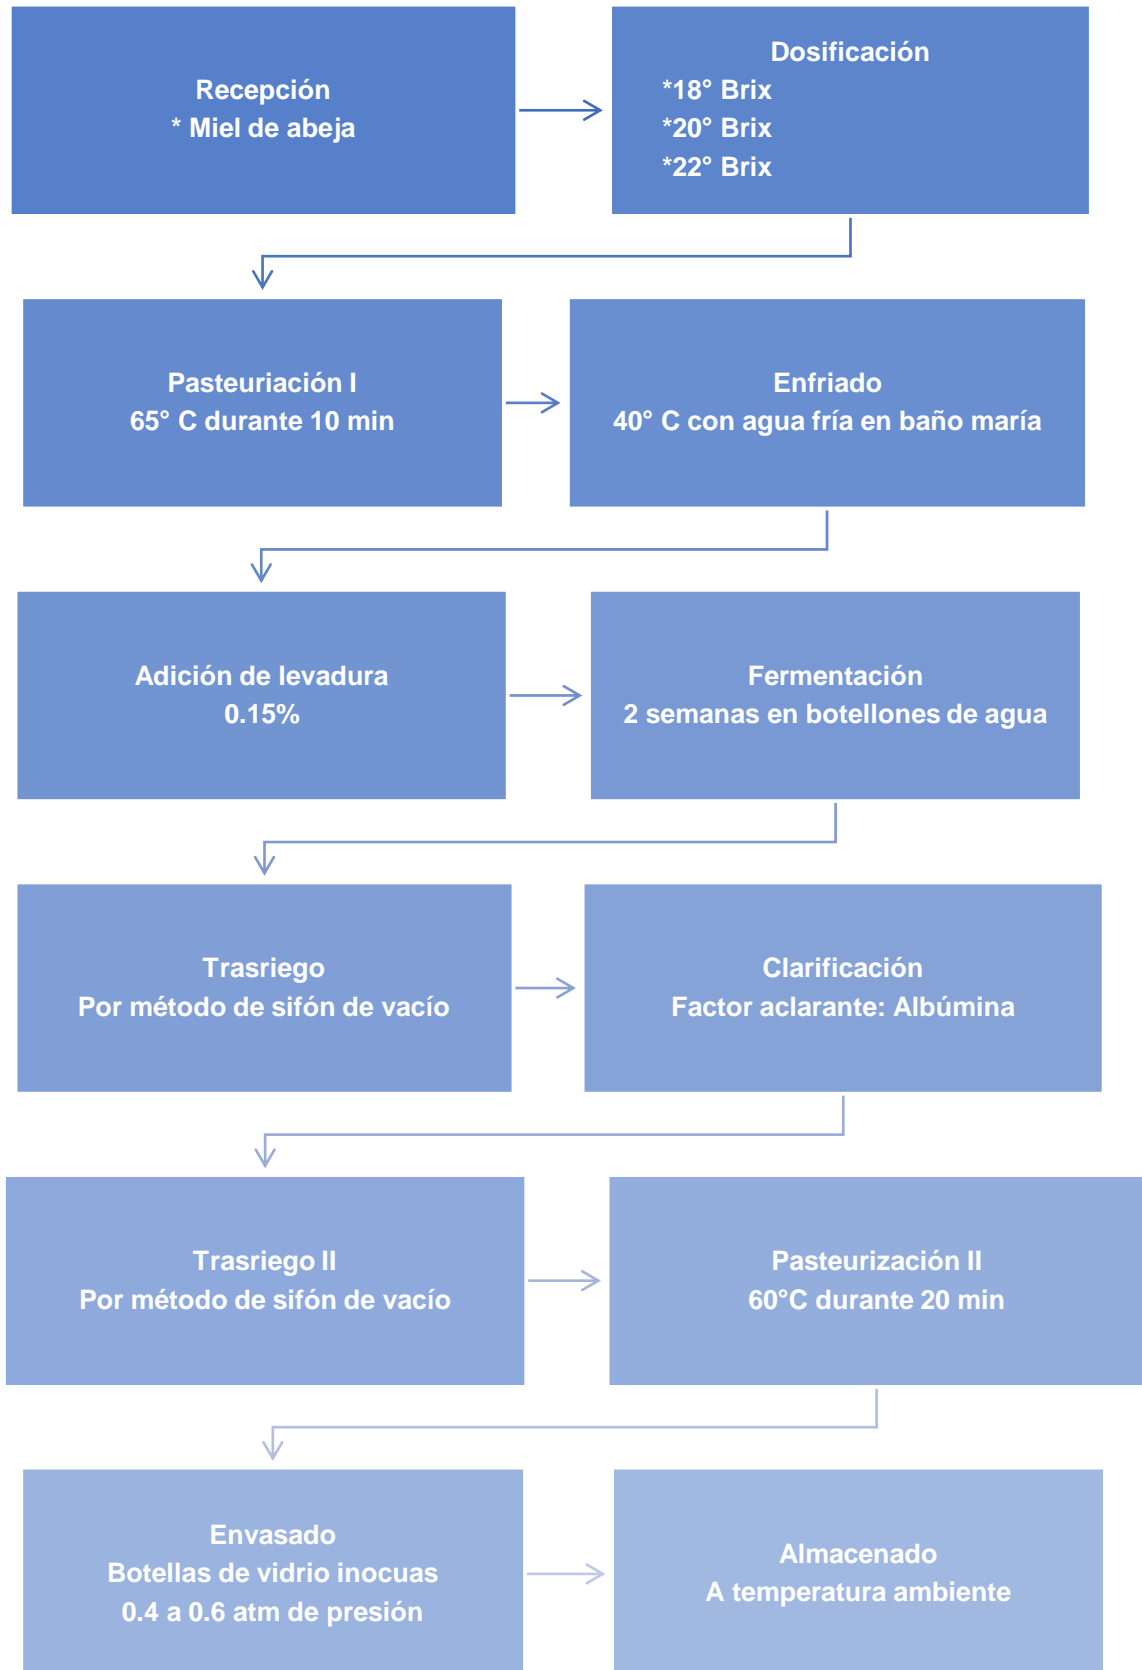 Recepción
* Miel de abeja
Dosificación
*18° Brix
*20° Brix
*22° Brix
Pasteuriación I
65° C durante 10 min
Enfriado
40° C con agua fría en baño maría
Adición de levadura
0.15%
Fermentación
2 semanas en botellones de agua
Trasriego
Por método de sifón de vacío
Clarificación
Factor aclarante: Albúmina
Trasriego II
Por método de sifón de vacío
Pasteurización II
60°C durante 20 min
Envasado
Botellas de vidrio inocuas
0.4 a 0.6 atm de presión
Almacenado
A temperatura ambiente